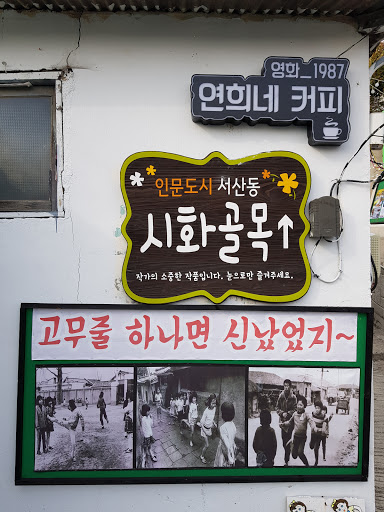 영화_1987
연희네 커피
인문도시 서산동
시화골목↑
작가의 소중한 작품입니다. 눈으로만 즐겨주세요.
고무줄 하나면 신났었지~